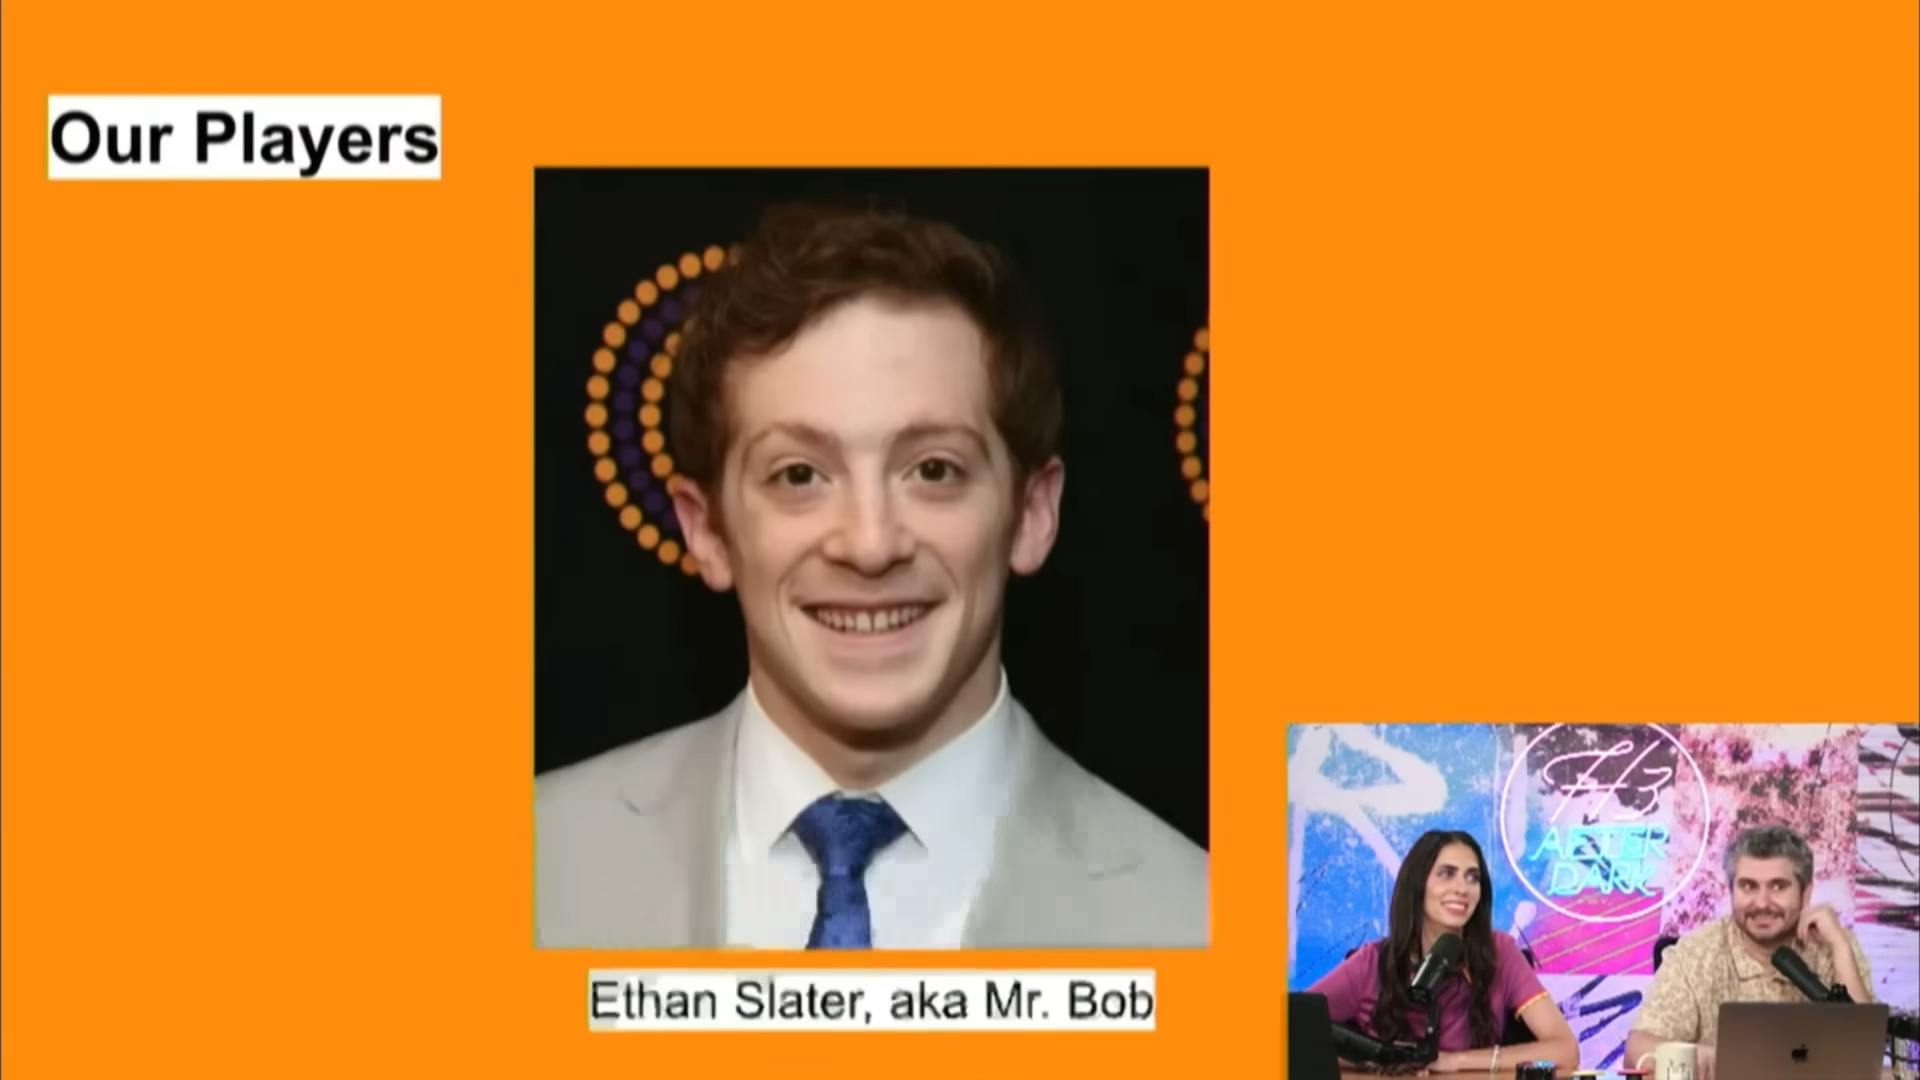 Our Players
Ethan Slater, aka Mr. Bob
H3
AFTER
DARK